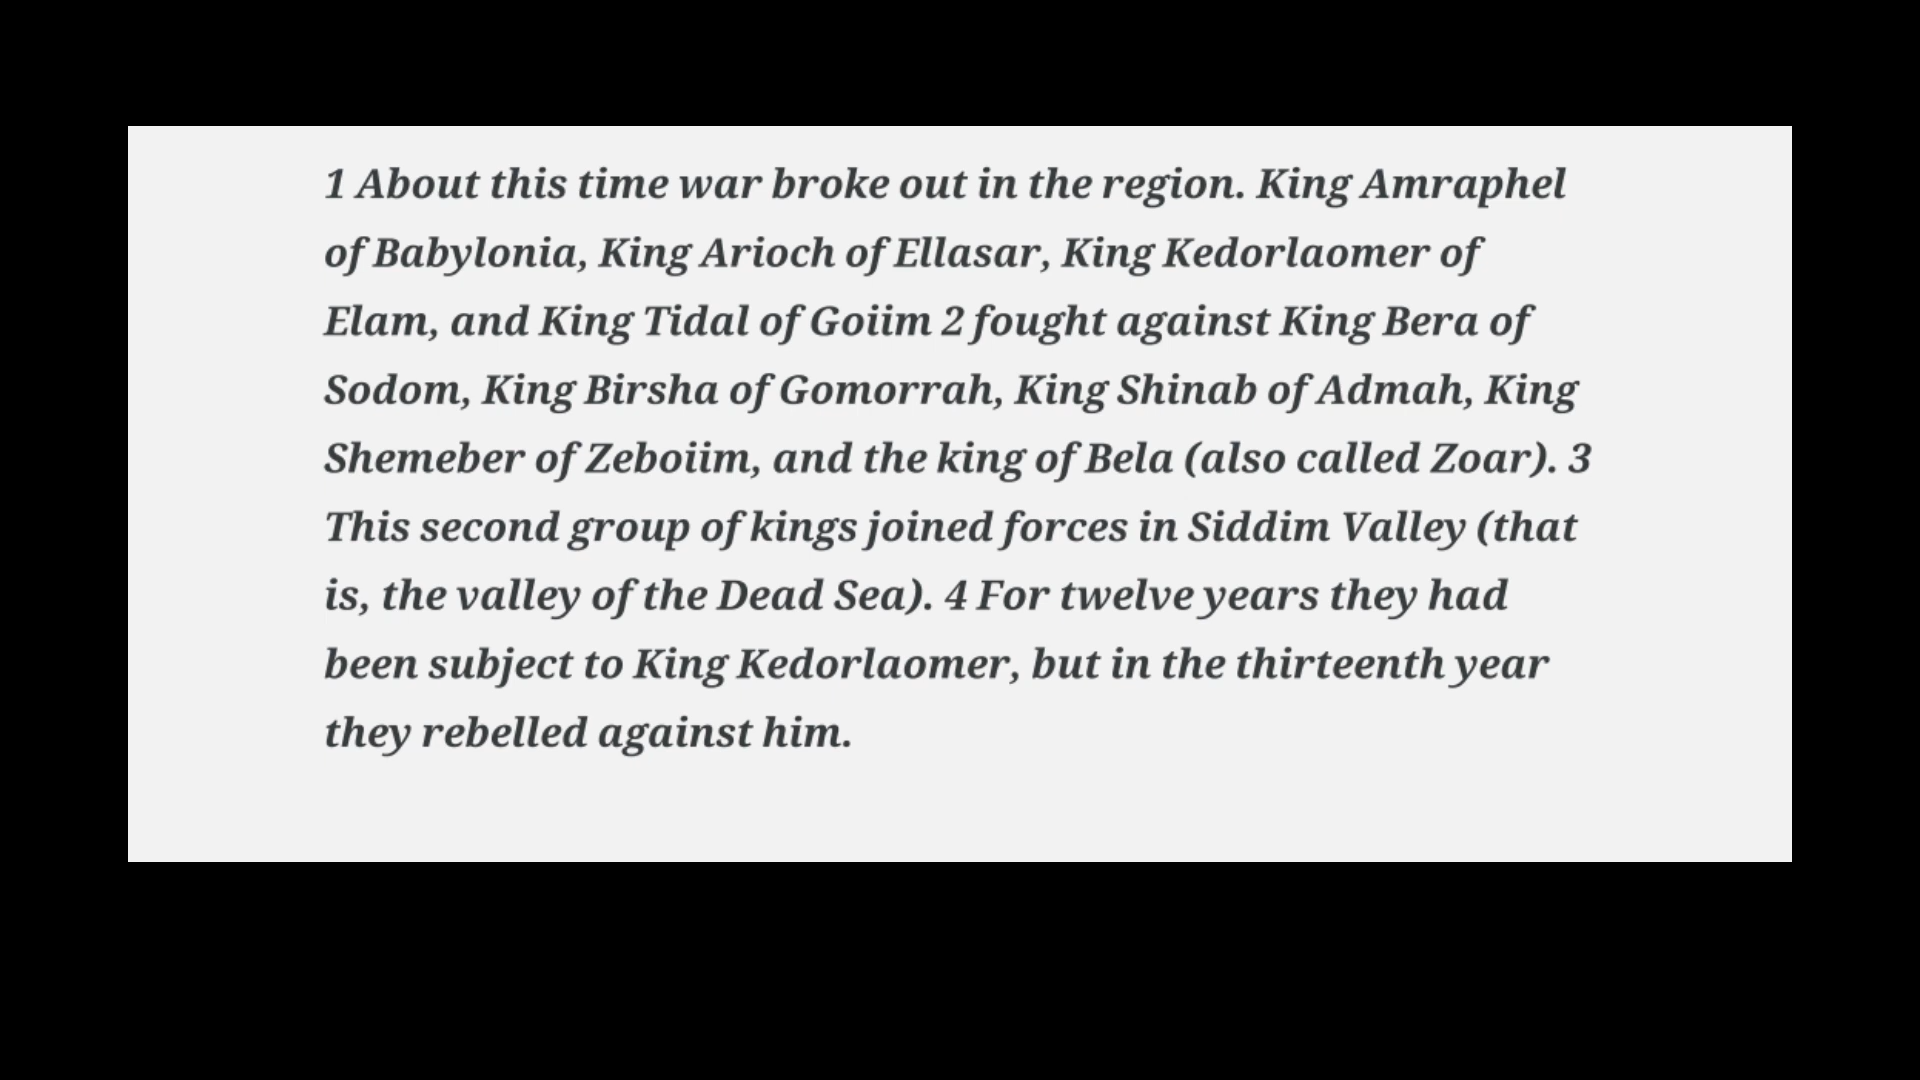 1 About this time war broke out in the region. King Amraphel
of Babylonia, King Arioch of Ellasar, King Kedorlaomer of
Elam, and King Tidal of Goiim 2 fought against King Bera of
Sodom, King Birsha of Gomorrah, King Shinab of Admah, King
Shemeber of Zeboiim, and the king of Bela (also called Zoar). 3
This second group of kings joined forces in Siddim Valley (that
is, the valley of the Dead Sea). 4 For twelve years they had
been subject to King Kedorlaomer, but in the thirteenth year
they rebelled against him.